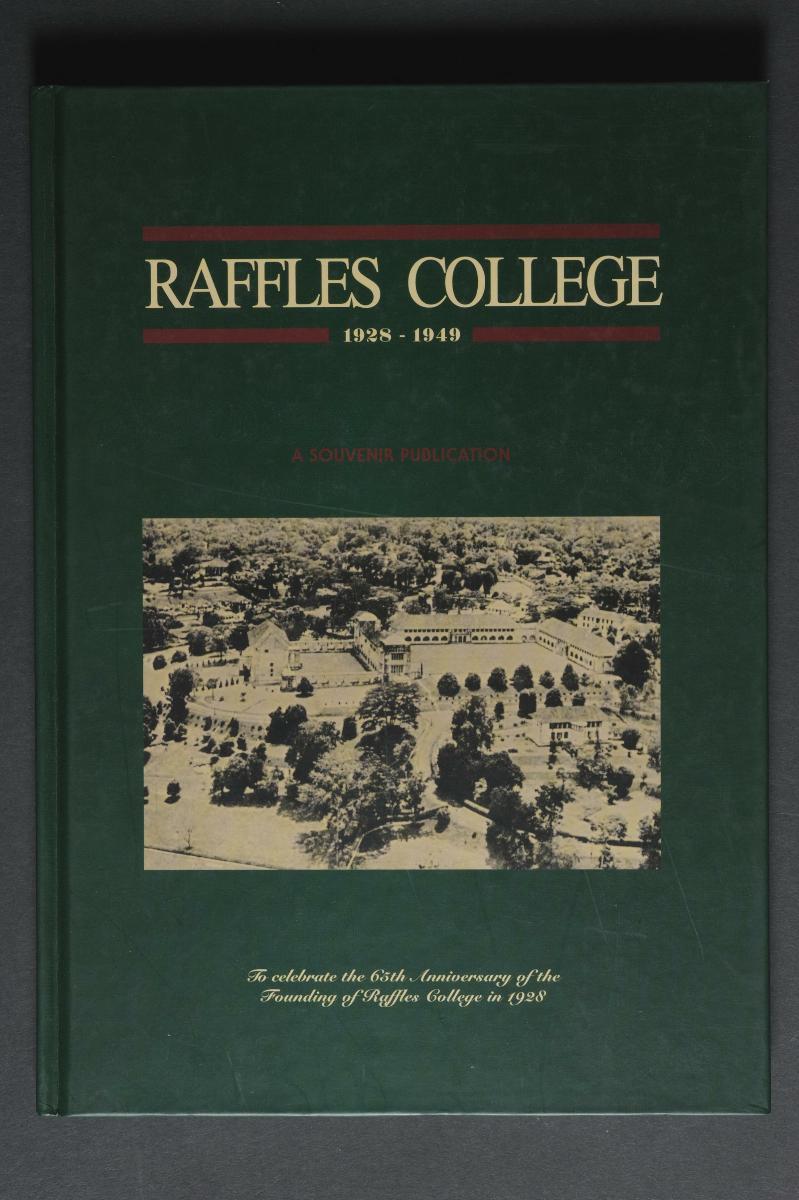 RAFFLES COLLEGE
1928 - 1949
A SOUVENIR PUBLICATION
To celebrate the 65th Anniversary of the
Founding of Raffles College in 1928